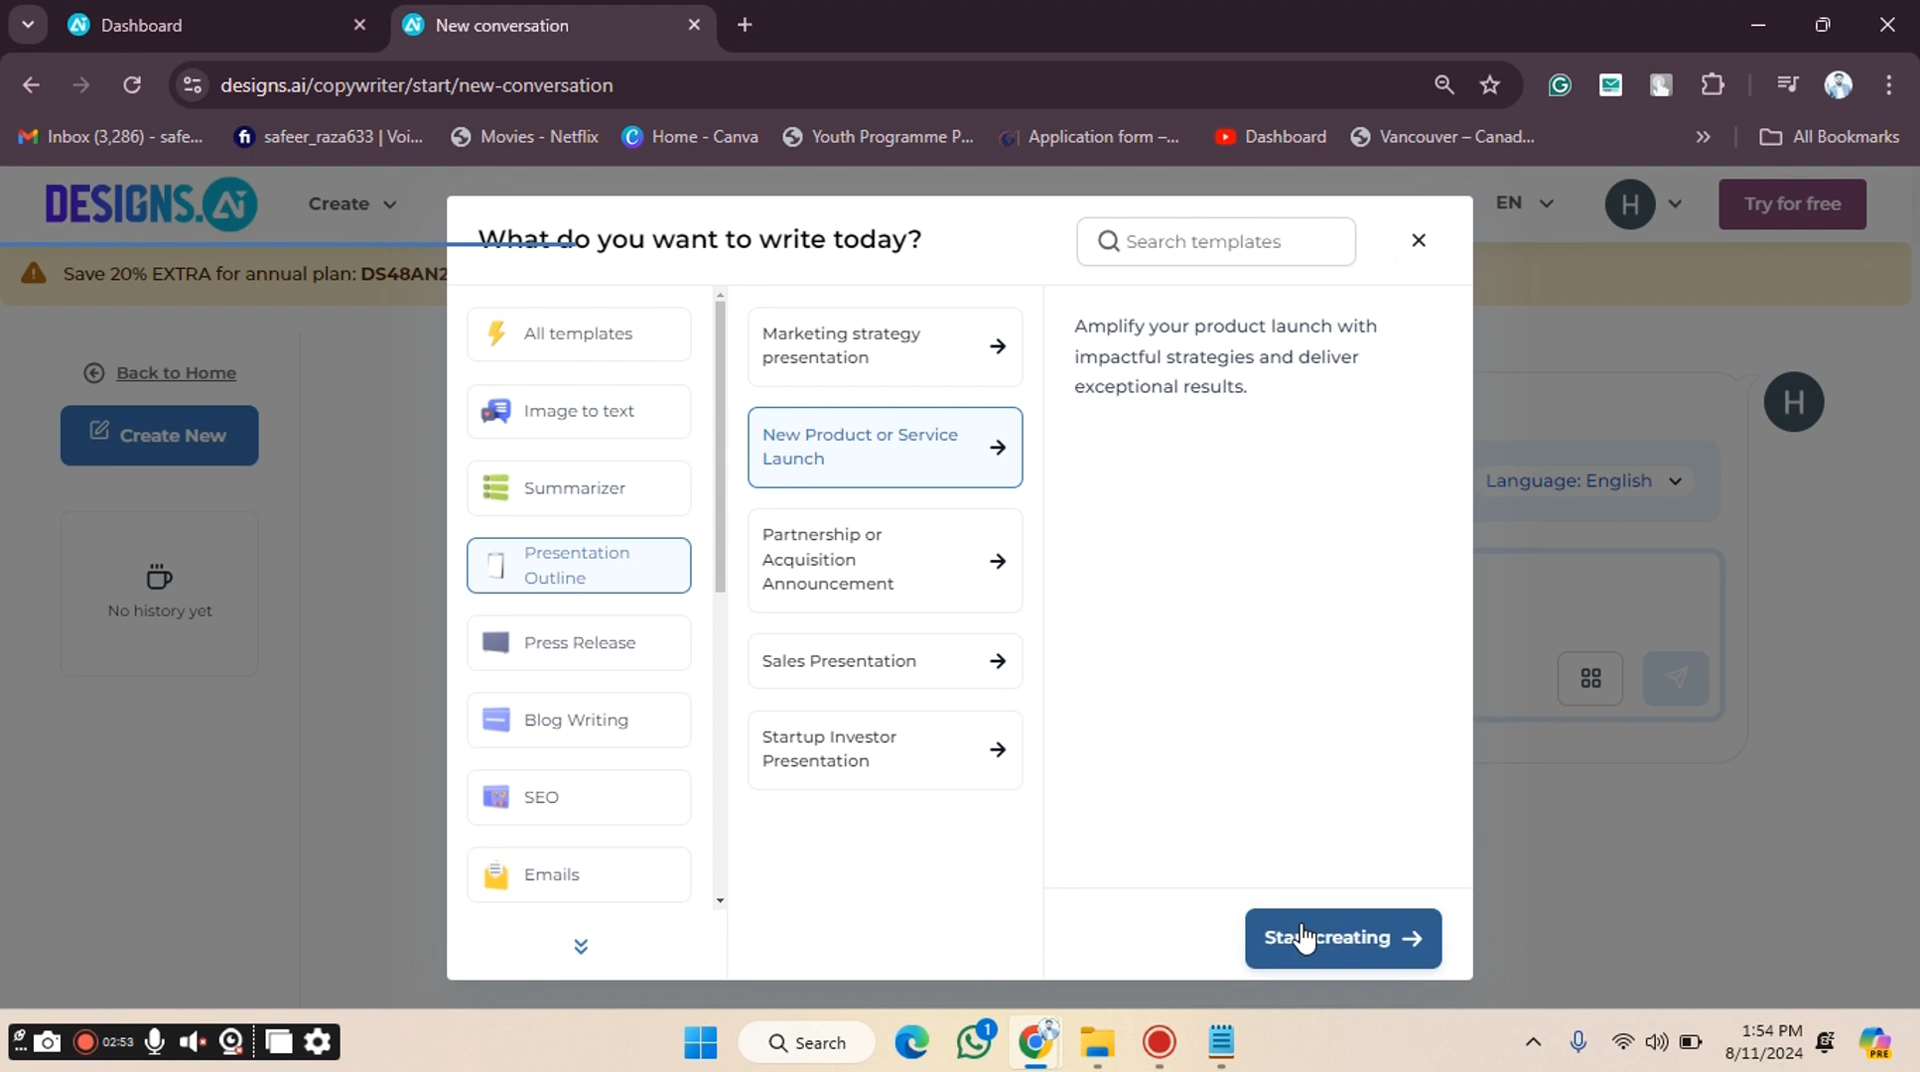 Dashboard
New conversation
designs.ai/copywriter/start/new-conversation
Inbox (3,286) - safe...
safeer_raza633 | Voi...
Movies - Netflix
Home - Canva
Youth Programme P...
Application form –...
Dashboard
Vancouver – Canad...
All Bookmarks
DESIGNS.Ai
Create
EN
H
Try for free
Save 20% EXTRA for annual plan: DS48AN2
What do you want to write today?
Search templates
Back to Home
Create New
No history yet
All templates
Image to text
Summarizer
Presentation
Outline
Press Release
Blog Writing
SEO
Emails
Marketing strategy
presentation
New Product or Service
Launch
Partnership or
Acquisition
Announcement
Sales Presentation
Startup Investor
Presentation
Amplify your product launch with
impactful strategies and deliver
exceptional results.
H
Language: English
creating
02:53
Search
1
1:54 PM
8/11/2024
PRE